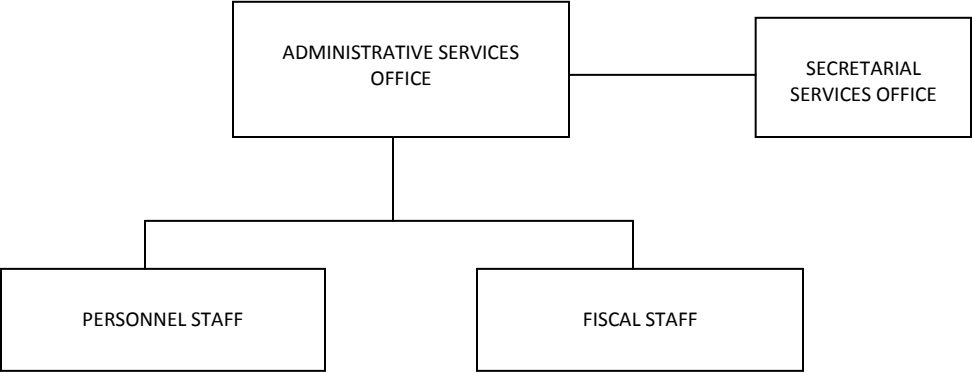 ADMINISTRATIVE SERVICES
OFFICE
SECRETARIAL
SERVICES OFFICE
PERSONNEL STAFF
FISCAL STAFF